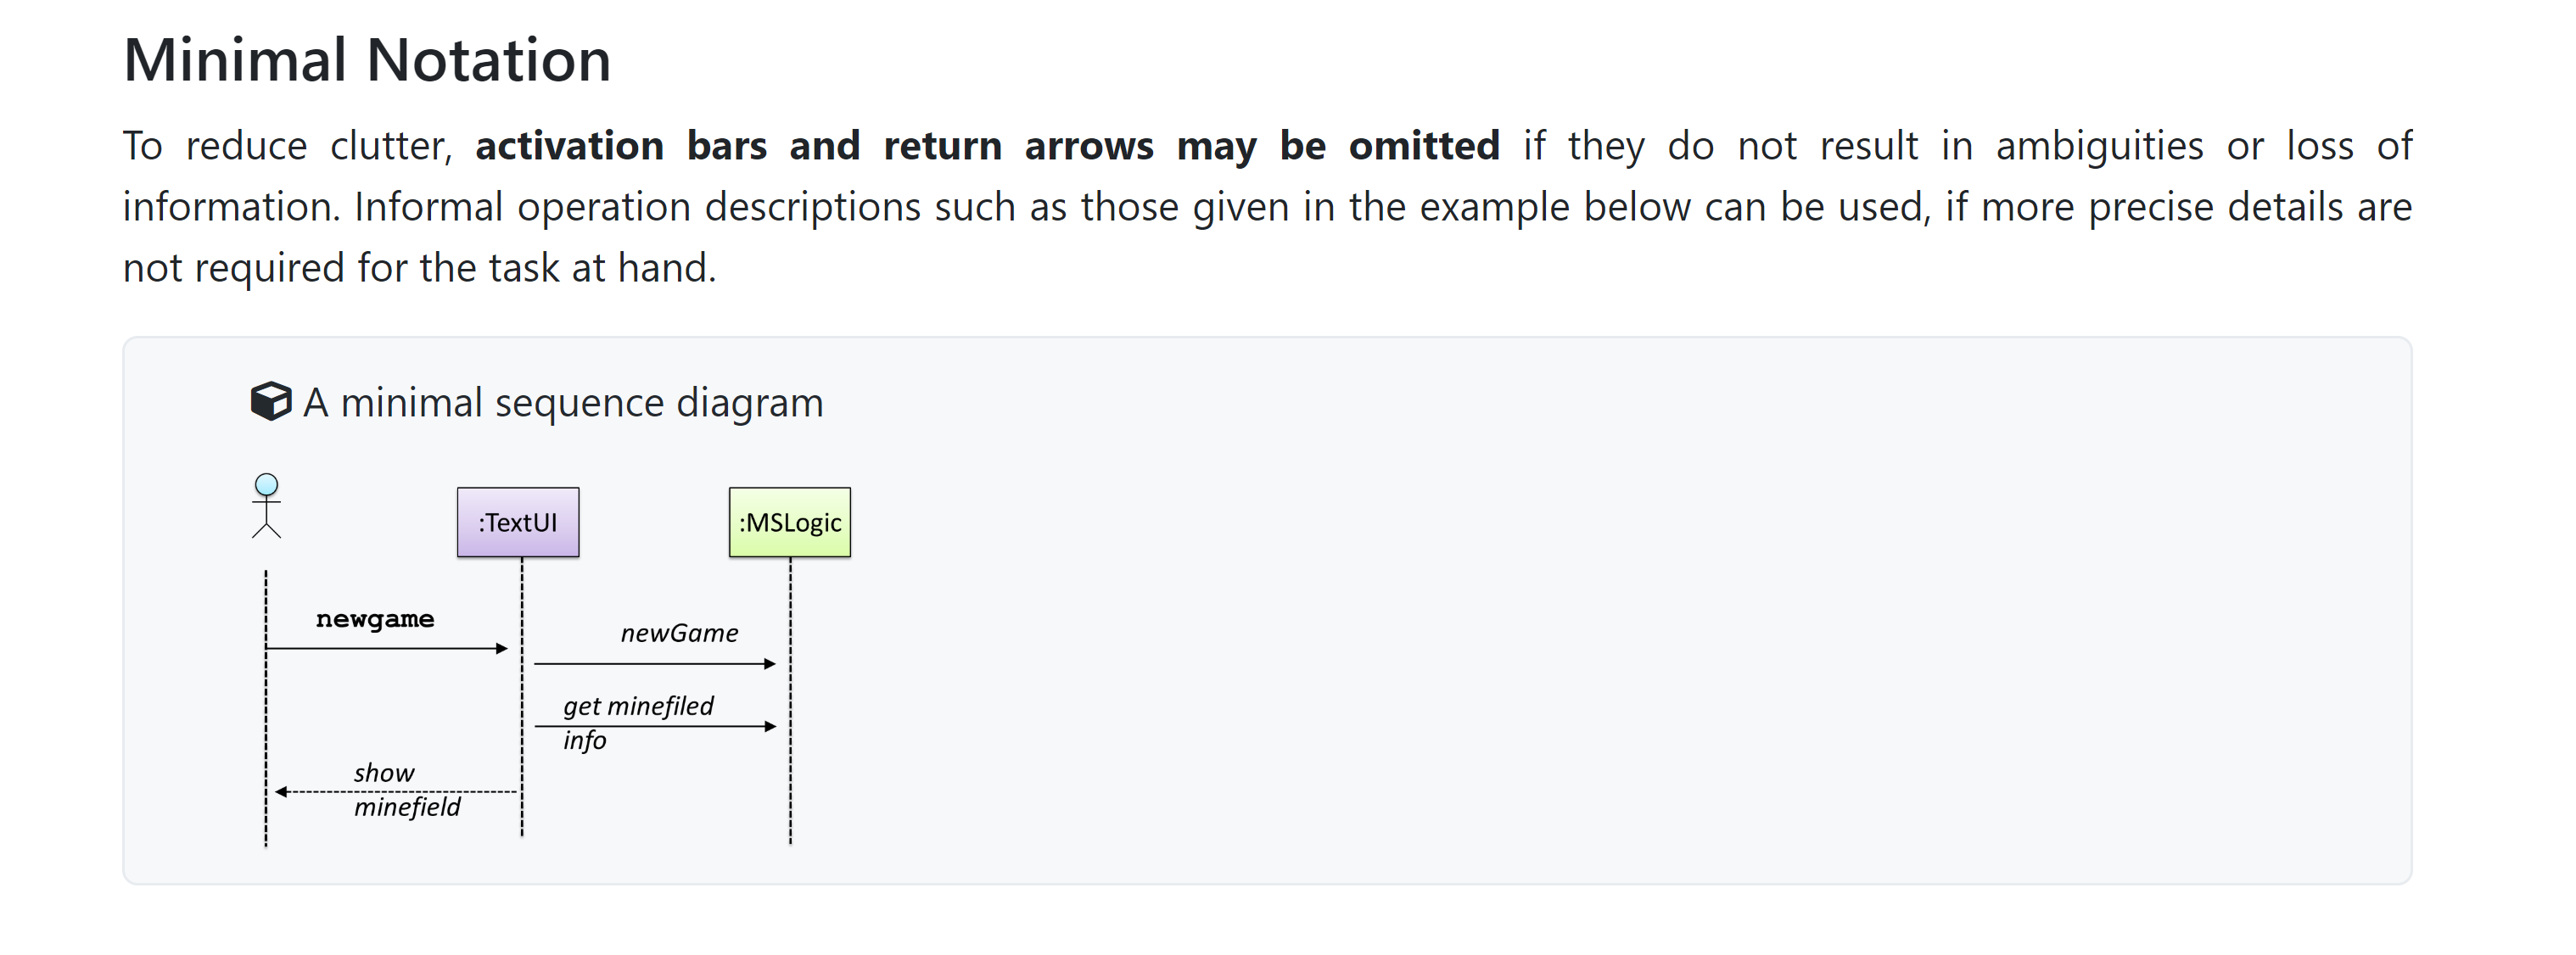 Minimal Notation
To reduce clutter, activation bars and return arrows may be omitted if they do not result in ambiguities or loss of
information. Informal operation descriptions such as those given in the example below can be used, if more precise details are
not required for the task at hand.
A minimal sequence diagram
:TextUI
:MSLogic
newgame
newGame
get minefiled
info
show
minefield